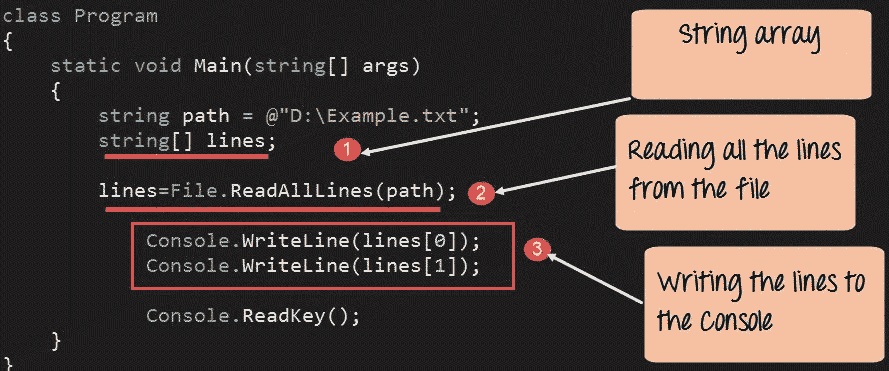 class Program
{
static void Main(string[] args)
{
string path = @"D:\Example.txt";
string[] lines;
lines=File.ReadAllLines(path);
Console.WriteLine(lines[0]);
Console.WriteLine(lines[1]);
Console.ReadKey();
}
}
String array
1
Reading all the lines
from the file
2
Writing the lines to
the Console
3